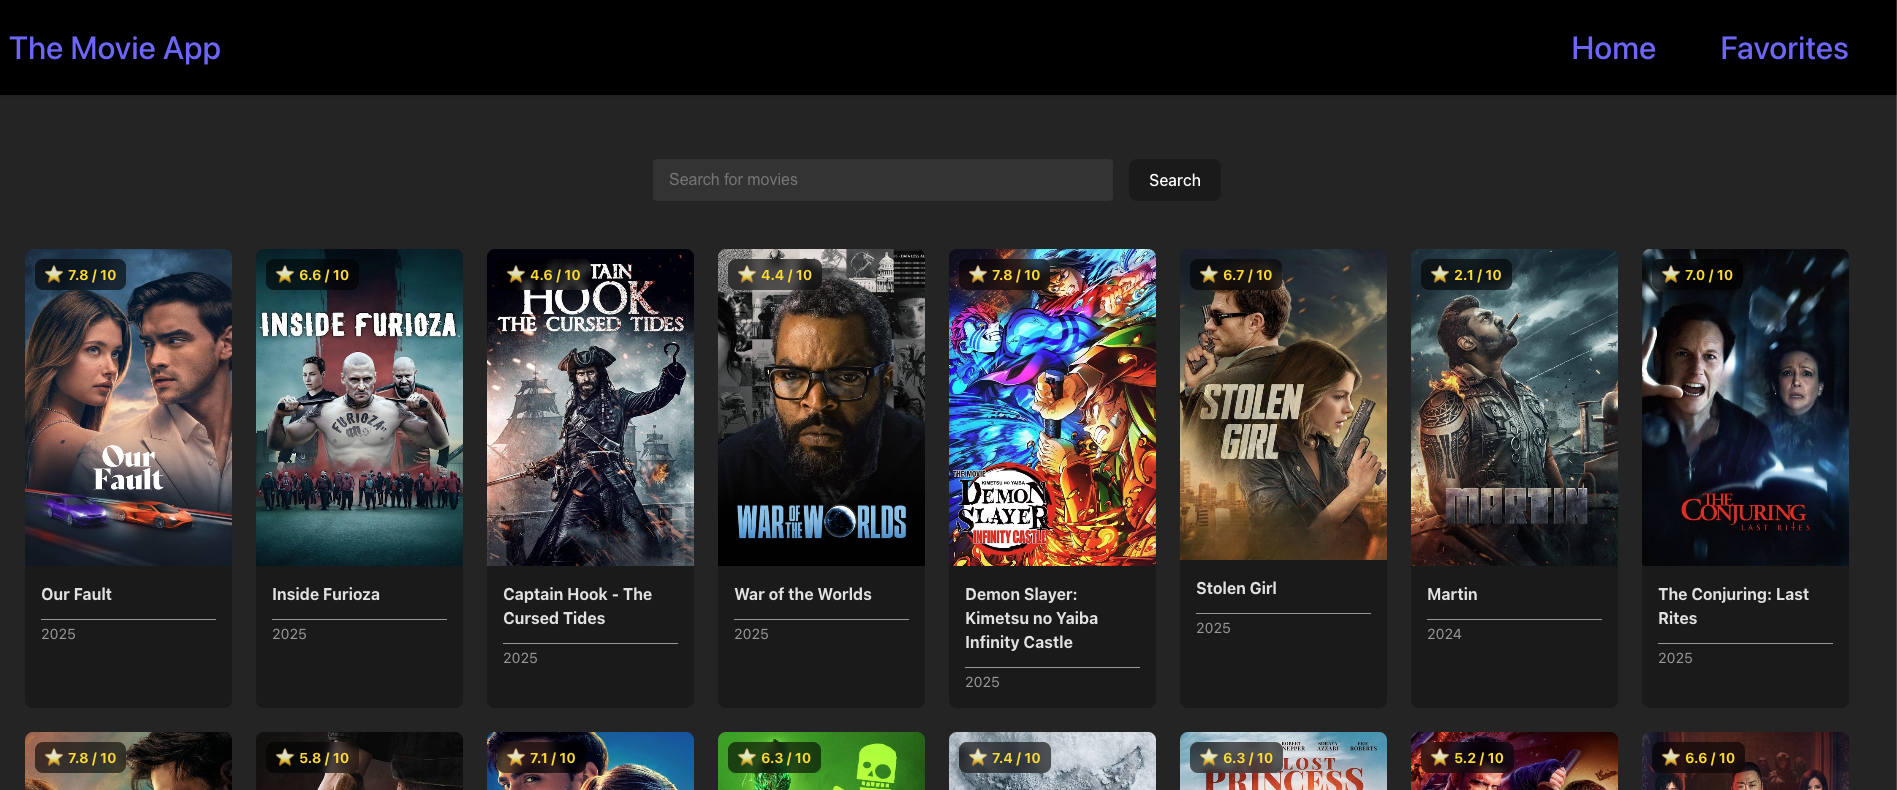 The Movie App
Home
Favorites
Search for movies
Search
7.8 / 10
6.6 / 10
4.6 / 10
4.4 / 10
7.8 / 10
6.7 / 10
2.1 / 10
7.0 / 10
INSIDE FURIOZA
FURIOZA
TAIN
HOOK
THE CURSED TIDES
Our
Fault
WAR OF THE WORLDS
THE MOVIE
KIMETSU NO YAIBA
DEMON
SLAYER
INFINITY CASTLE
STOLEN
GIRL
MARTIN
THE
CONJURING
LAST RITES
Our Fault
2025
Inside Furioza
2025
Captain Hook - The
Cursed Tides
2025
War of the Worlds
2025
Demon Slayer:
Kimetsu no Yaiba
Infinity Castle
2025
Stolen Girl
2025
Martin
2024
The Conjuring: Last
Rites
2025
7.8 / 10
5.8 / 10
7.1 / 10
6.3 / 10
7.4 / 10
6.3 / 10
5.2 / 10
6.6 / 10
LOST
PRINCESS